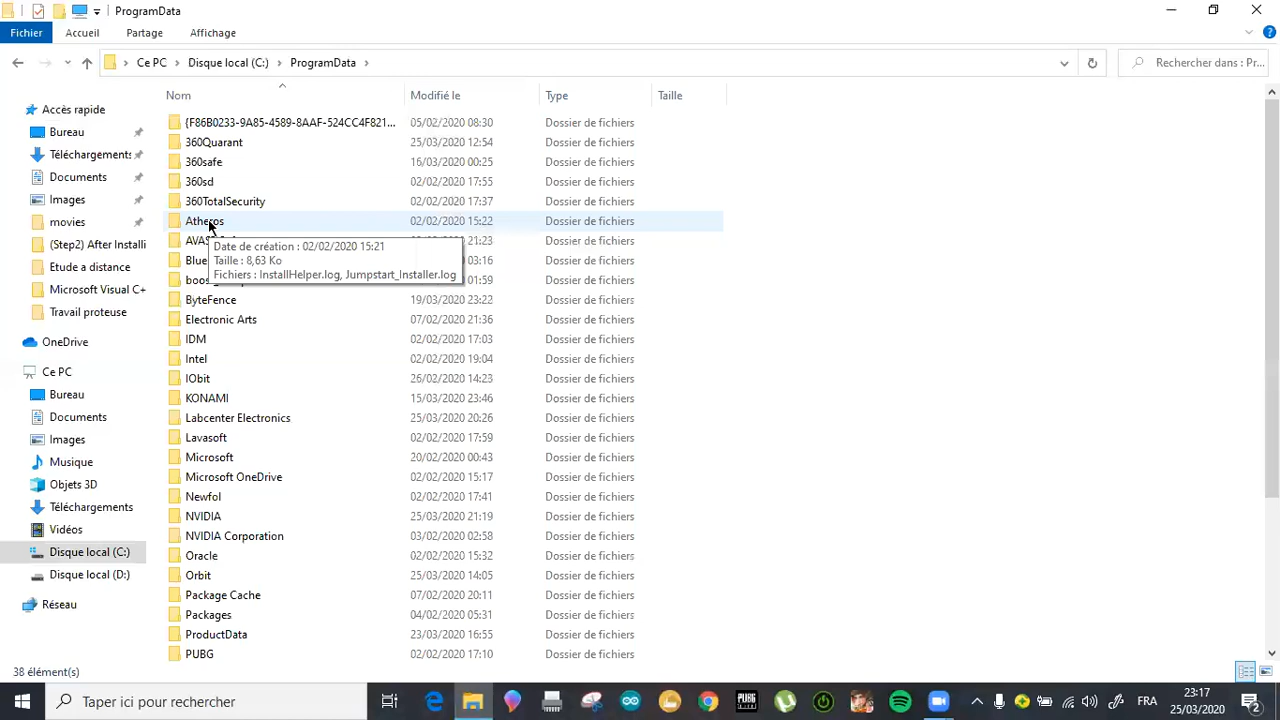 ProgramData
Fichier Accueil Partage Affichage
Ce PC Disque local (C:) ProgramData Rechercher dans : Pr...
Nom Modifié le Type Taille
Accès rapide
Bureau
Téléchargements
Documents
Images
movies
(Step2) After Installi
Etude a distance
Microsoft Visual C+
Travail proteuse
OneDrive
Ce PC
Bureau
Documents
Images
Musique
Objets 3D
Téléchargements
Vidéos
Disque local (C:)
Disque local (D:)
Réseau
{F86B0233-9A85-4589-8AAF-524CC4F821... 05/02/2020 08:30 Dossier de fichiers
360Quarant 25/03/2020 12:54 Dossier de fichiers
360safe 16/03/2020 00:25 Dossier de fichiers
360sd 02/02/2020 17:55 Dossier de fichiers
360TotalSecurity 02/02/2020 17:37 Dossier de fichiers
Atheros 02/02/2020 15:22 Dossier de fichiers
21:23 Dossier de fichiers
Date de création : 02/02/2020 15:21
Taille : 8,63 Ko
Fichiers : InstallHelper.log, Jumpstart_Installer.log
03:16 Dossier de fichiers
01:59 Dossier de fichiers
ByteFence 19/03/2020 23:22 Dossier de fichiers
Electronic Arts 07/02/2020 21:36 Dossier de fichiers
IDM 02/02/2020 17:03 Dossier de fichiers
Intel 02/02/2020 19:04 Dossier de fichiers
IObit 26/02/2020 14:23 Dossier de fichiers
KONAMI 15/03/2020 23:46 Dossier de fichiers
Labcenter Electronics 25/03/2020 20:26 Dossier de fichiers
Lavasoft 02/02/2020 17:59 Dossier de fichiers
Microsoft 20/02/2020 00:43 Dossier de fichiers
Microsoft OneDrive 02/02/2020 15:17 Dossier de fichiers
Newfol 02/02/2020 17:41 Dossier de fichiers
NVIDIA 25/03/2020 21:19 Dossier de fichiers
NVIDIA Corporation 03/02/2020 02:58 Dossier de fichiers
Oracle 02/02/2020 15:32 Dossier de fichiers
Orbit 25/03/2020 14:05 Dossier de fichiers
Package Cache 07/02/2020 20:11 Dossier de fichiers
Packages 04/02/2020 05:31 Dossier de fichiers
ProductData 23/03/2020 16:55 Dossier de fichiers
PUBG 02/02/2020 17:10 Dossier de fichiers
38 élément(s)
Taper ici pour rechercher
PUBG
FRA
23:17
25/03/2020
2